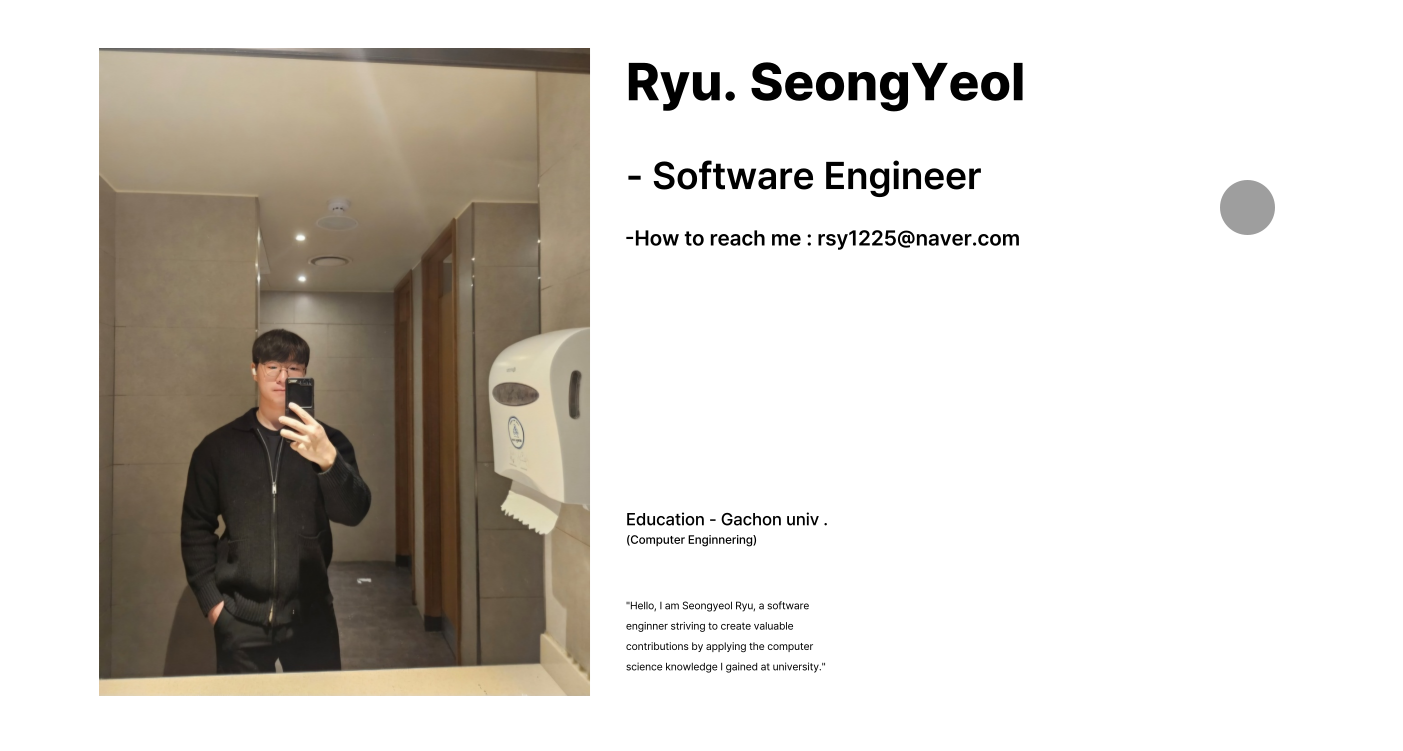 Ryu. SeongYeol
- Software Engineer
-How to reach me : rsy1225@naver.com
Education - Gachon univ .
(Computer Enginnering)
"Hello, I am Seongyeol Ryu, a software
enginner striving to create valuable
contributions by applying the computer
science knowledge I gained at university."